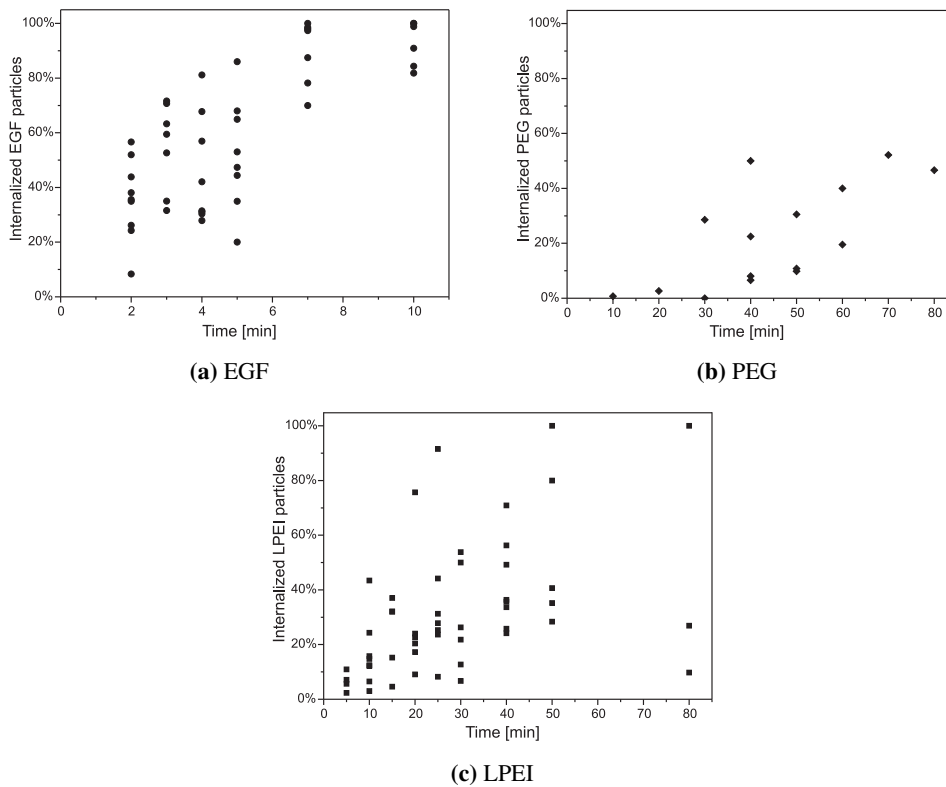 100%
80%
60%
40%
20%
0%
0 2 4 6 8 10
Internalized EGF particles
Time [min]
(a) EGF
100%
80%
60%
40%
20%
0%
0 10 20 30 40 50 60 70 80
Internalized PEG particles
Time [min]
(b) PEG
100%
80%
60%
40%
20%
0%
0 10 20 30 40 50 60 70 80
Internalized LPEI particles
Time [min]
(c) LPEI